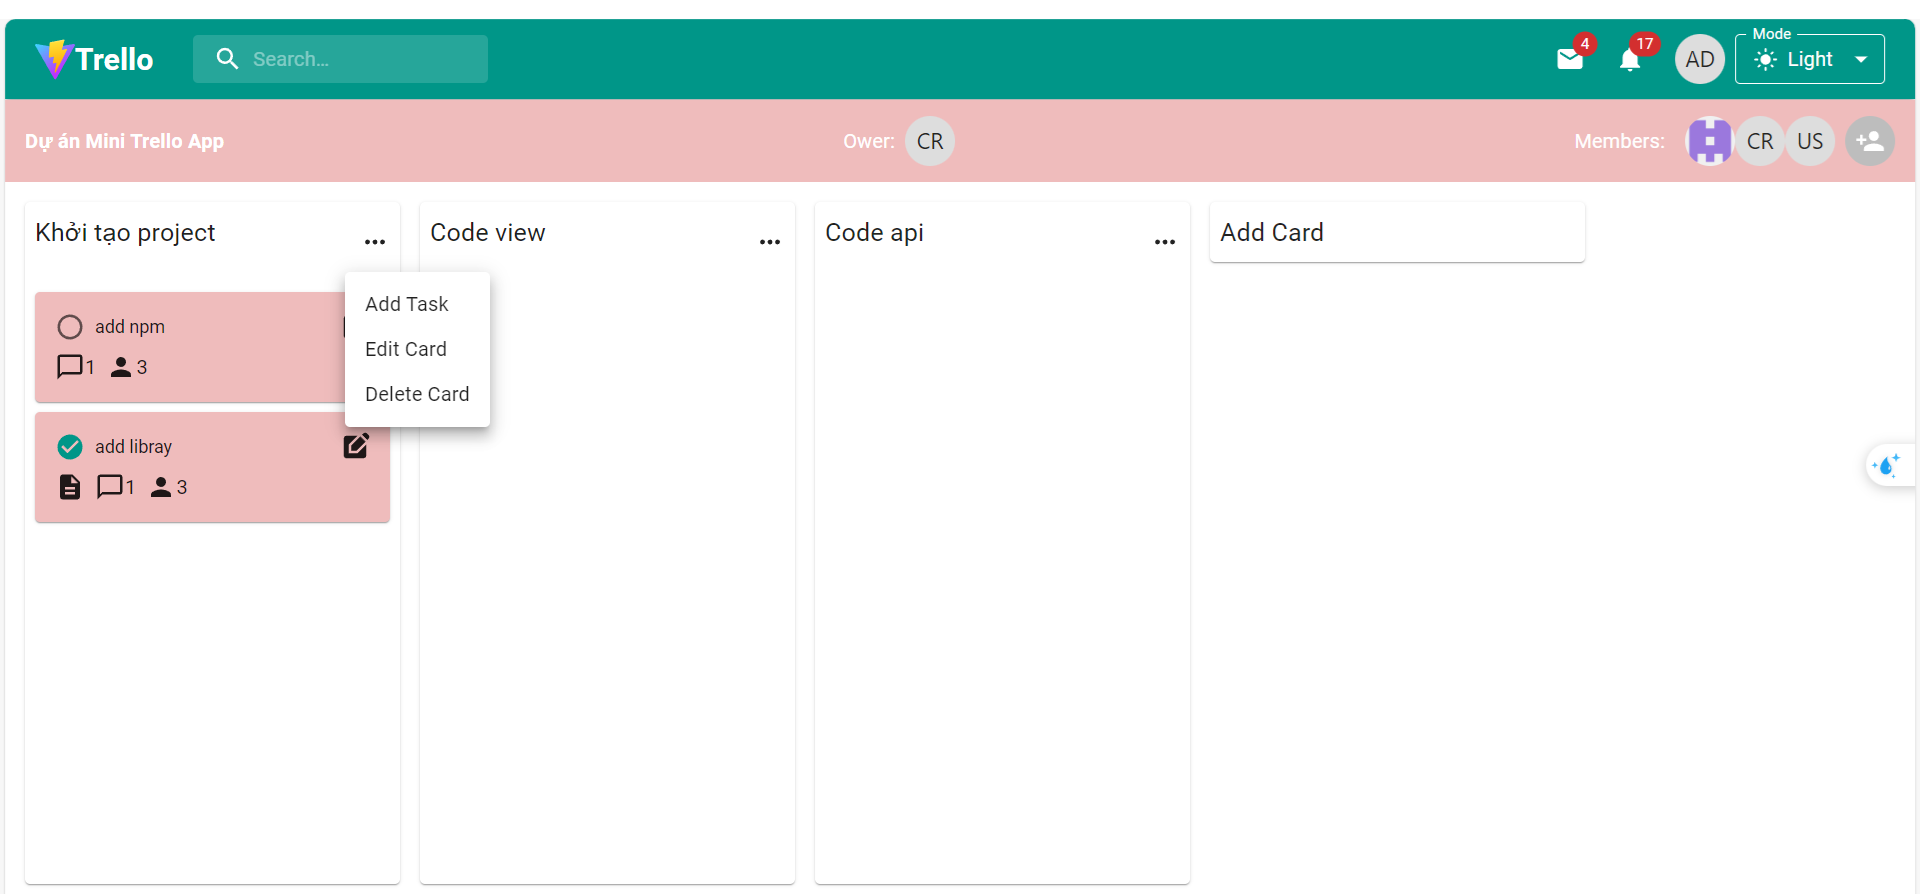 Trello
Search...
4
17
AD
Mode
Light
Dự án Mini Trello App
Ower:
CR
Members:
CR
US
Khởi tạo project
Code view
Code api
Add Card
Add Task
Edit Card
Delete Card
add npm
1
3
add libray
1
3